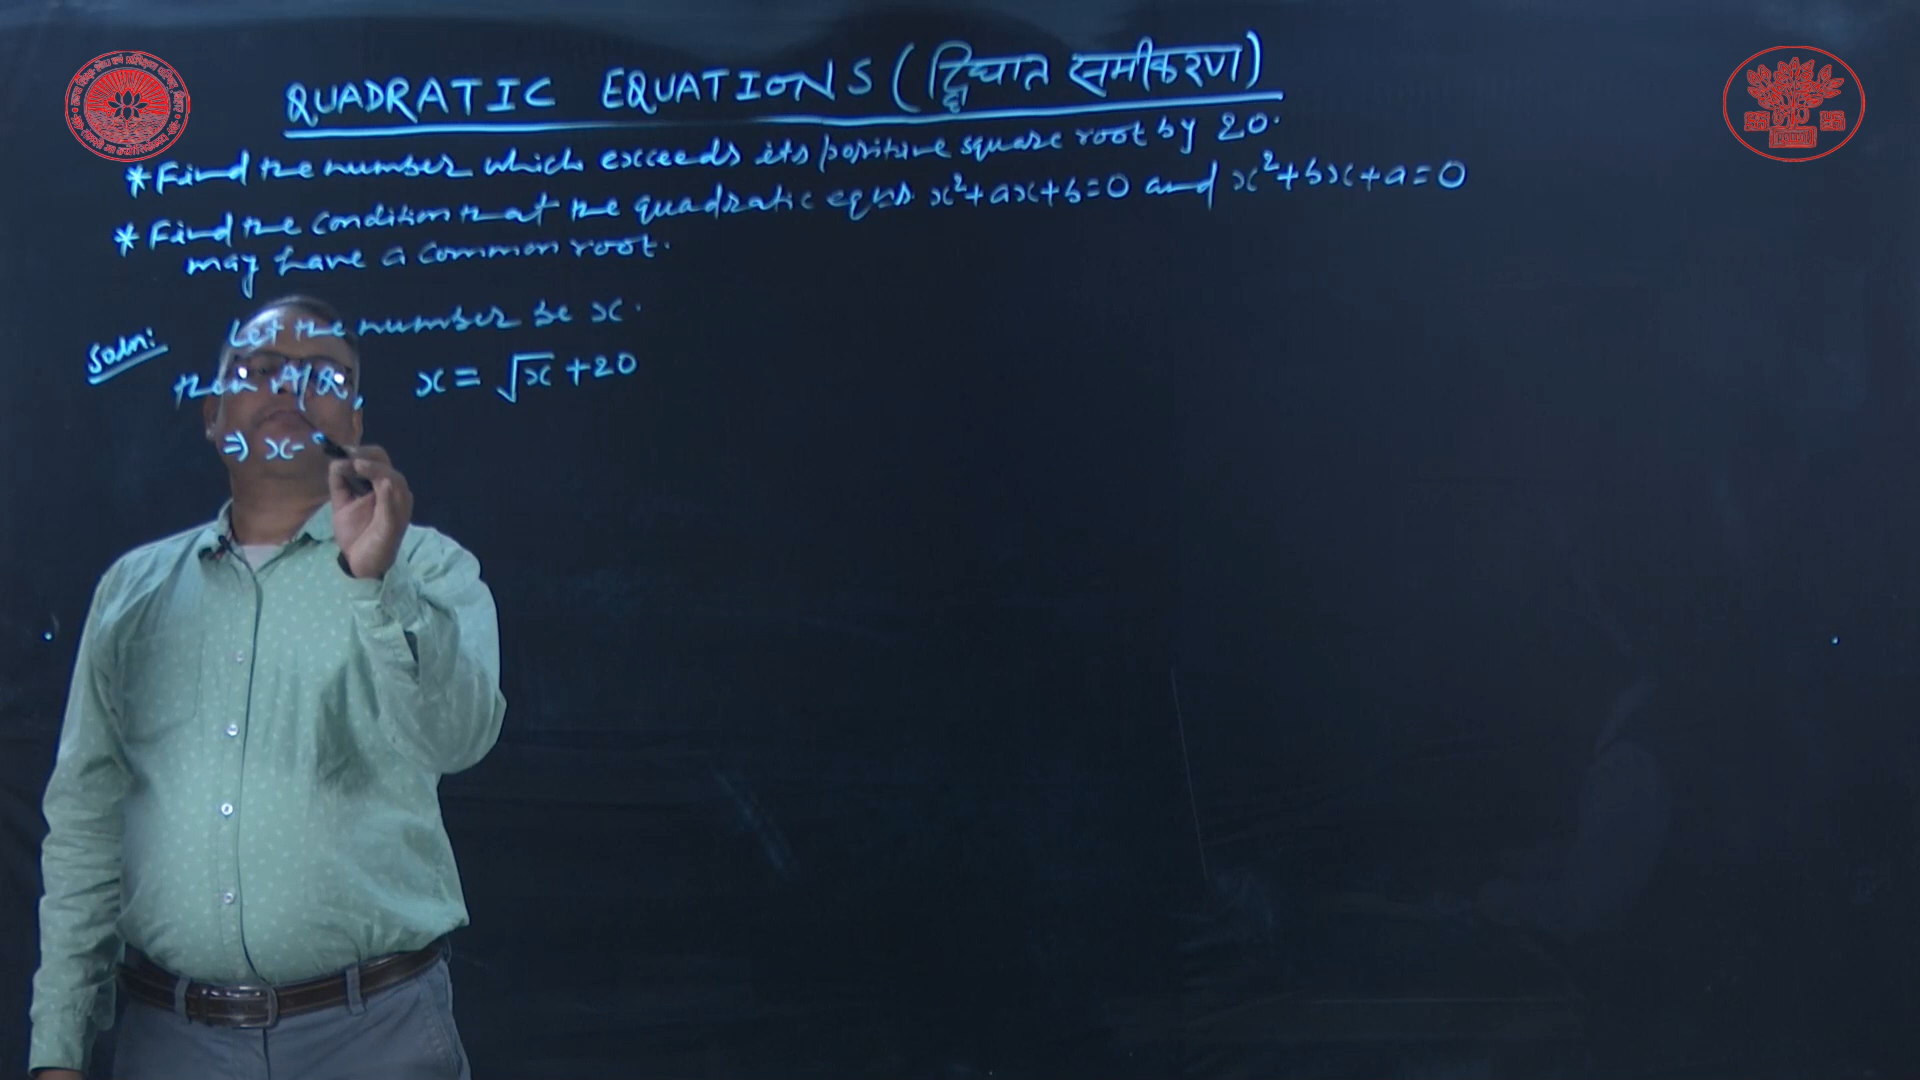 QUADRATIC EQUATIONS (द्विघात समीकरण)
* Find the number which exceeds its positive square root by 20.
* Find the condition that the quadratic eqns x²+ax+b=0 and x²+bx+a=0
may have a common root.
Soln: Let the number be x.
then A/Q, x = √x + 20
⇒ x-